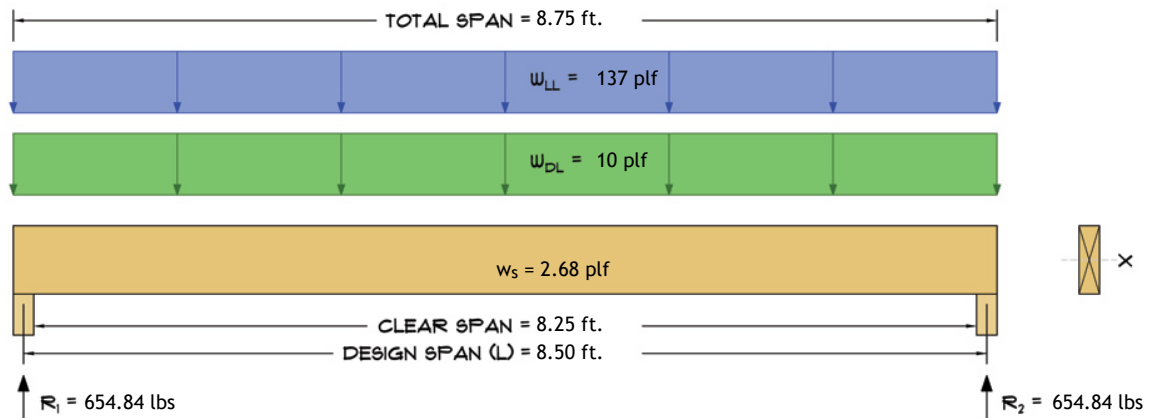 TOTAL SPAN = 8.75 ft.
WLL = 137 plf
WDL = 10 plf
ws = 2.68 plf
X
CLEAR SPAN = 8.25 ft.
DESIGN SPAN (L) = 8.50 ft.
R1 = 654.84 lbs
R2 = 654.84 lbs